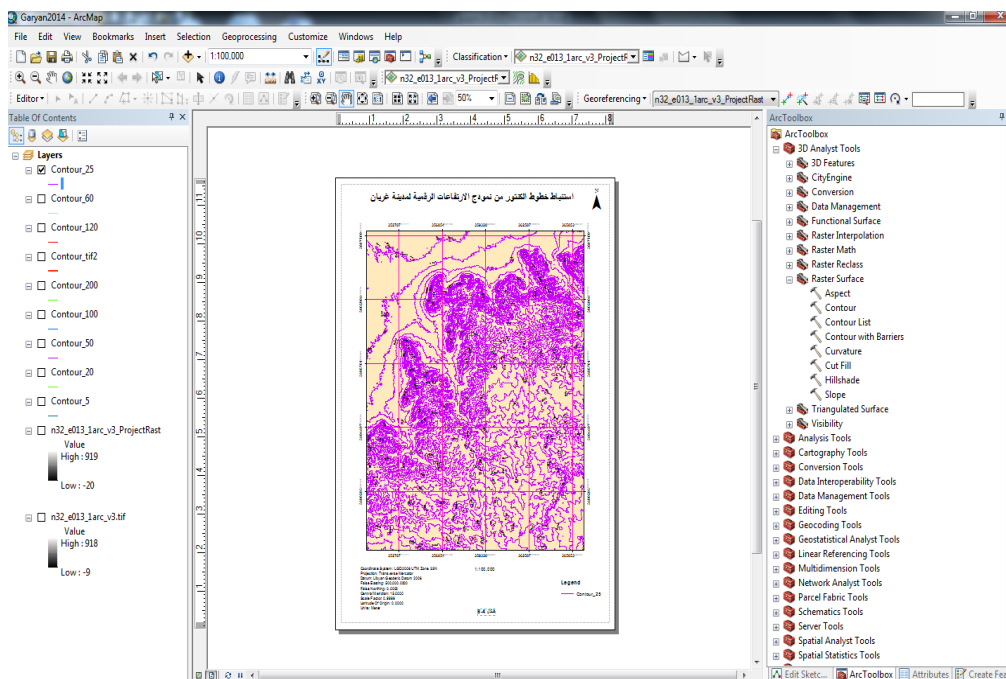 Garyan2014 - ArcMap
File Edit View Bookmarks Insert Selection Geoprocessing Customize Windows Help
1:100,000 Classification n32_e013_1arc_v3_ProjectF
n32_e013_1arc_v3_ProjectF
Editor 50% Georeferencing n32_e013_1arc_v3_ProjectRast
Table Of Contents
Layers
Contour_25
Contour_60
Contour_120
Contour_tif2
Contour_200
Contour_100
Contour_50
Contour_20
Contour_5
n32_e013_1arc_v3_ProjectRast
Value
High : 919
Low : -20
n32_e013_1arc_v3.tif
Value
High : 918
Low : -9
استنباط خطوط الكنتور من نموذج الارتفاعات الرقمية لمدينة غريان
1:100,000
Legend
Contour_25
ArcToolbox
ArcToolbox
3D Analyst Tools
3D Features
CityEngine
Conversion
Data Management
Functional Surface
Raster Interpolation
Raster Math
Raster Reclass
Raster Surface
Aspect
Contour
Contour List
Contour with Barriers
Curvature
Cut Fill
Hillshade
Slope
Triangulated Surface
Visibility
Analysis Tools
Cartography Tools
Conversion Tools
Data Interoperability Tools
Data Management Tools
Editing Tools
Geocoding Tools
Geostatistical Analyst Tools
Linear Referencing Tools
Multidimension Tools
Network Analyst Tools
Parcel Fabric Tools
Schematics Tools
Server Tools
Spatial Analyst Tools
Spatial Statistics Tools
Edit Sketc... ArcToolbox Attributes Create Fea